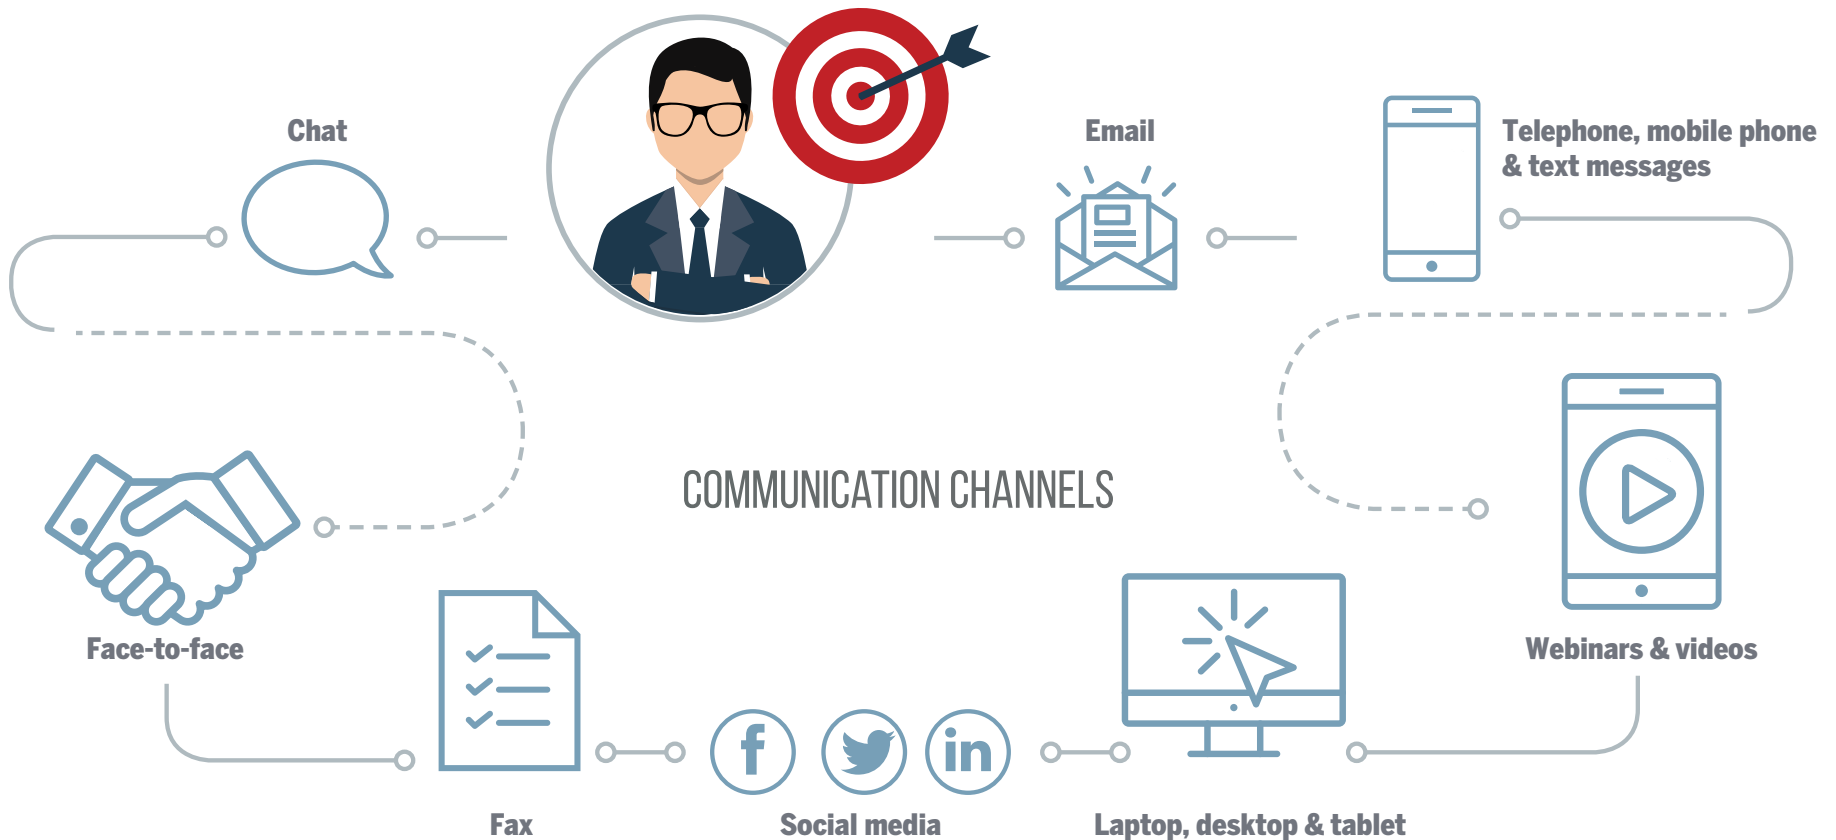 Chat
Email
Telephone, mobile phone
& text messages
COMMUNICATION CHANNELS
Face-to-face
Webinars & videos
f
in
Fax
Social media
Laptop, desktop & tablet